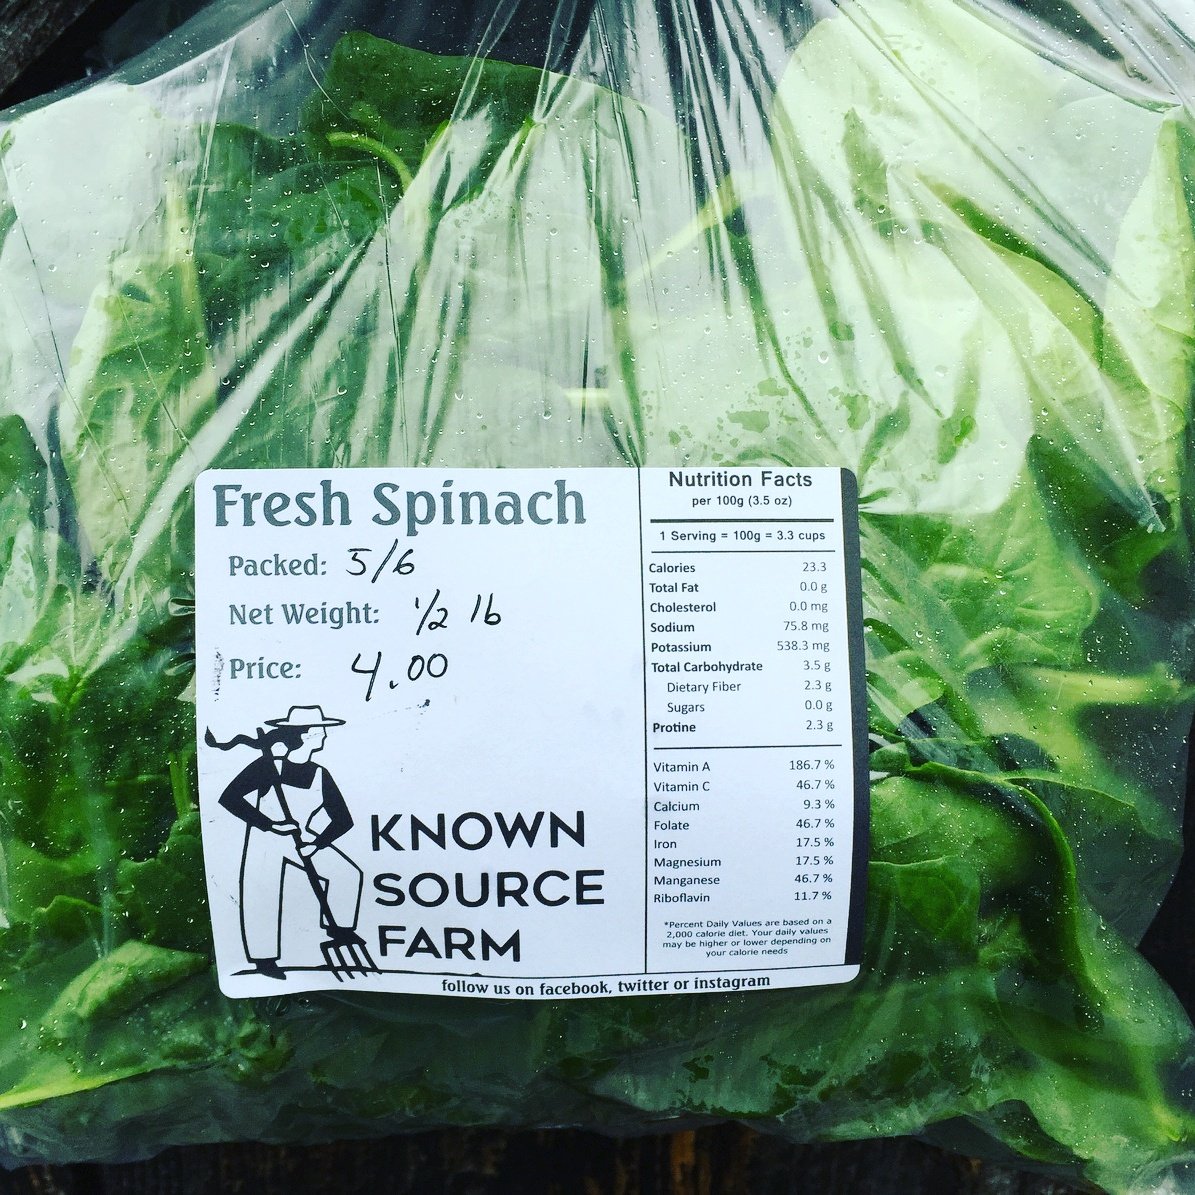 Fresh Spinach
Packed: 5/6
Net Weight: 1/2 lb
Price: 4.00
KNOWN
SOURCE
FARM
Nutrition Facts
per 100g (3.5 oz)
1 Serving = 100g = 3.3 cups
Calories 23.3
Total Fat 0.0 g
Cholesterol 0.0 mg
Sodium 75.8 mg
Potassium 538.3 mg
Total Carbohydrate 3.5 g
Dietary Fiber 2.3 g
Sugars 0.0 g
Protine 2.3 g
Vitamin A 186.7 %
Vitamin C 46.7 %
Calcium 9.3 %
Folate 46.7 %
Iron 17.5 %
Magnesium 17.5 %
Manganese 46.7 %
Riboflavin 11.7 %
*Percent Daily Values are based on a
2,000 calorie diet. Your daily values
may be higher or lower depending on
your calorie needs
follow us on facebook, twitter or instagram